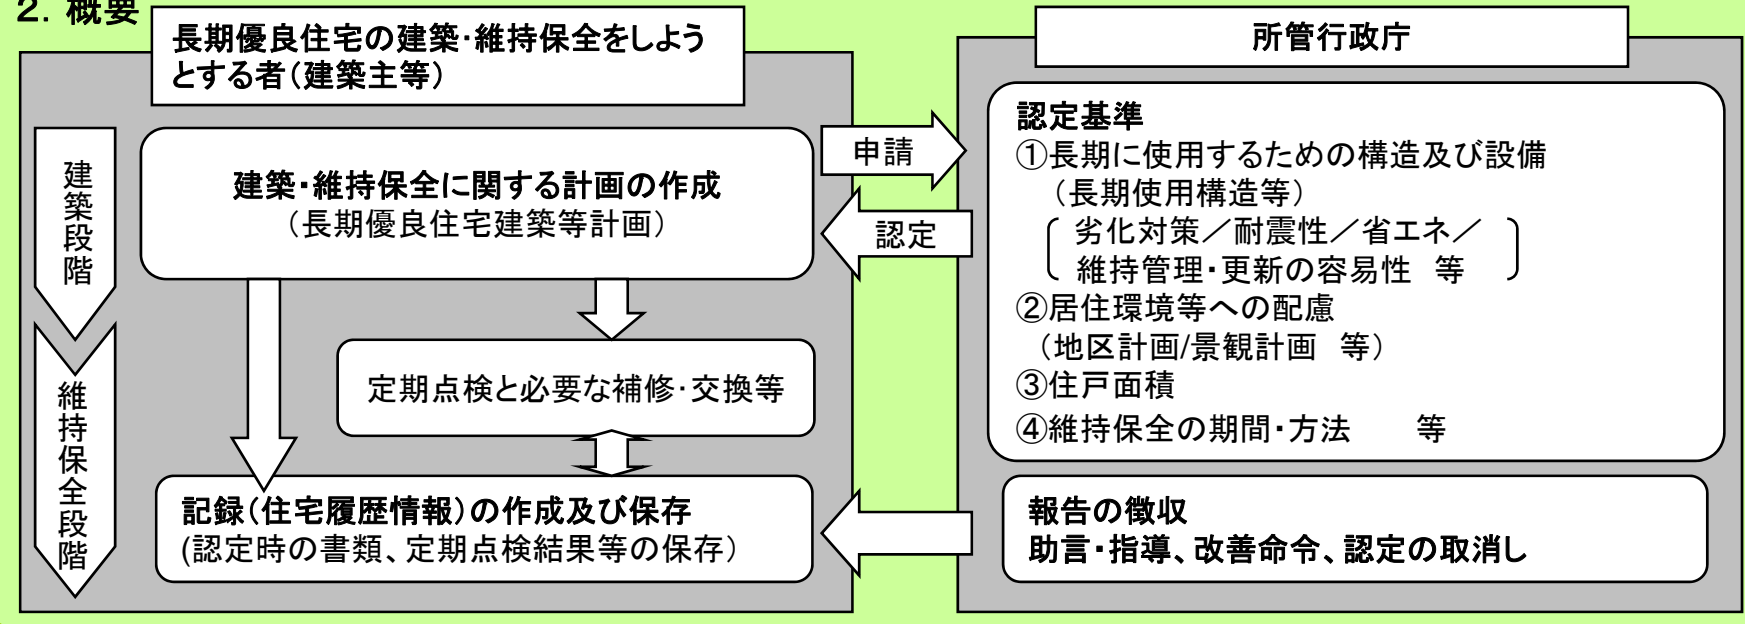 2. 概要
長期優良住宅の建築・維持保全をしよう
とする者(建築主等)
建築段階
維持保全段階
建築・維持保全に関する計画の作成
(長期優良住宅建築等計画)
定期点検と必要な補修・交換等
記録(住宅履歴情報)の作成及び保存
(認定時の書類、定期点検結果等の保存)
申請
認定
所管行政庁
認定基準
①長期に使用するための構造及び設備
(長期使用構造等)
劣化対策/耐震性/省エネ/
維持管理・更新の容易性 等
②居住環境等への配慮
(地区計画/景観計画 等)
③住戸面積
④維持保全の期間・方法 等
報告の徴収
助言・指導、改善命令、認定の取消し